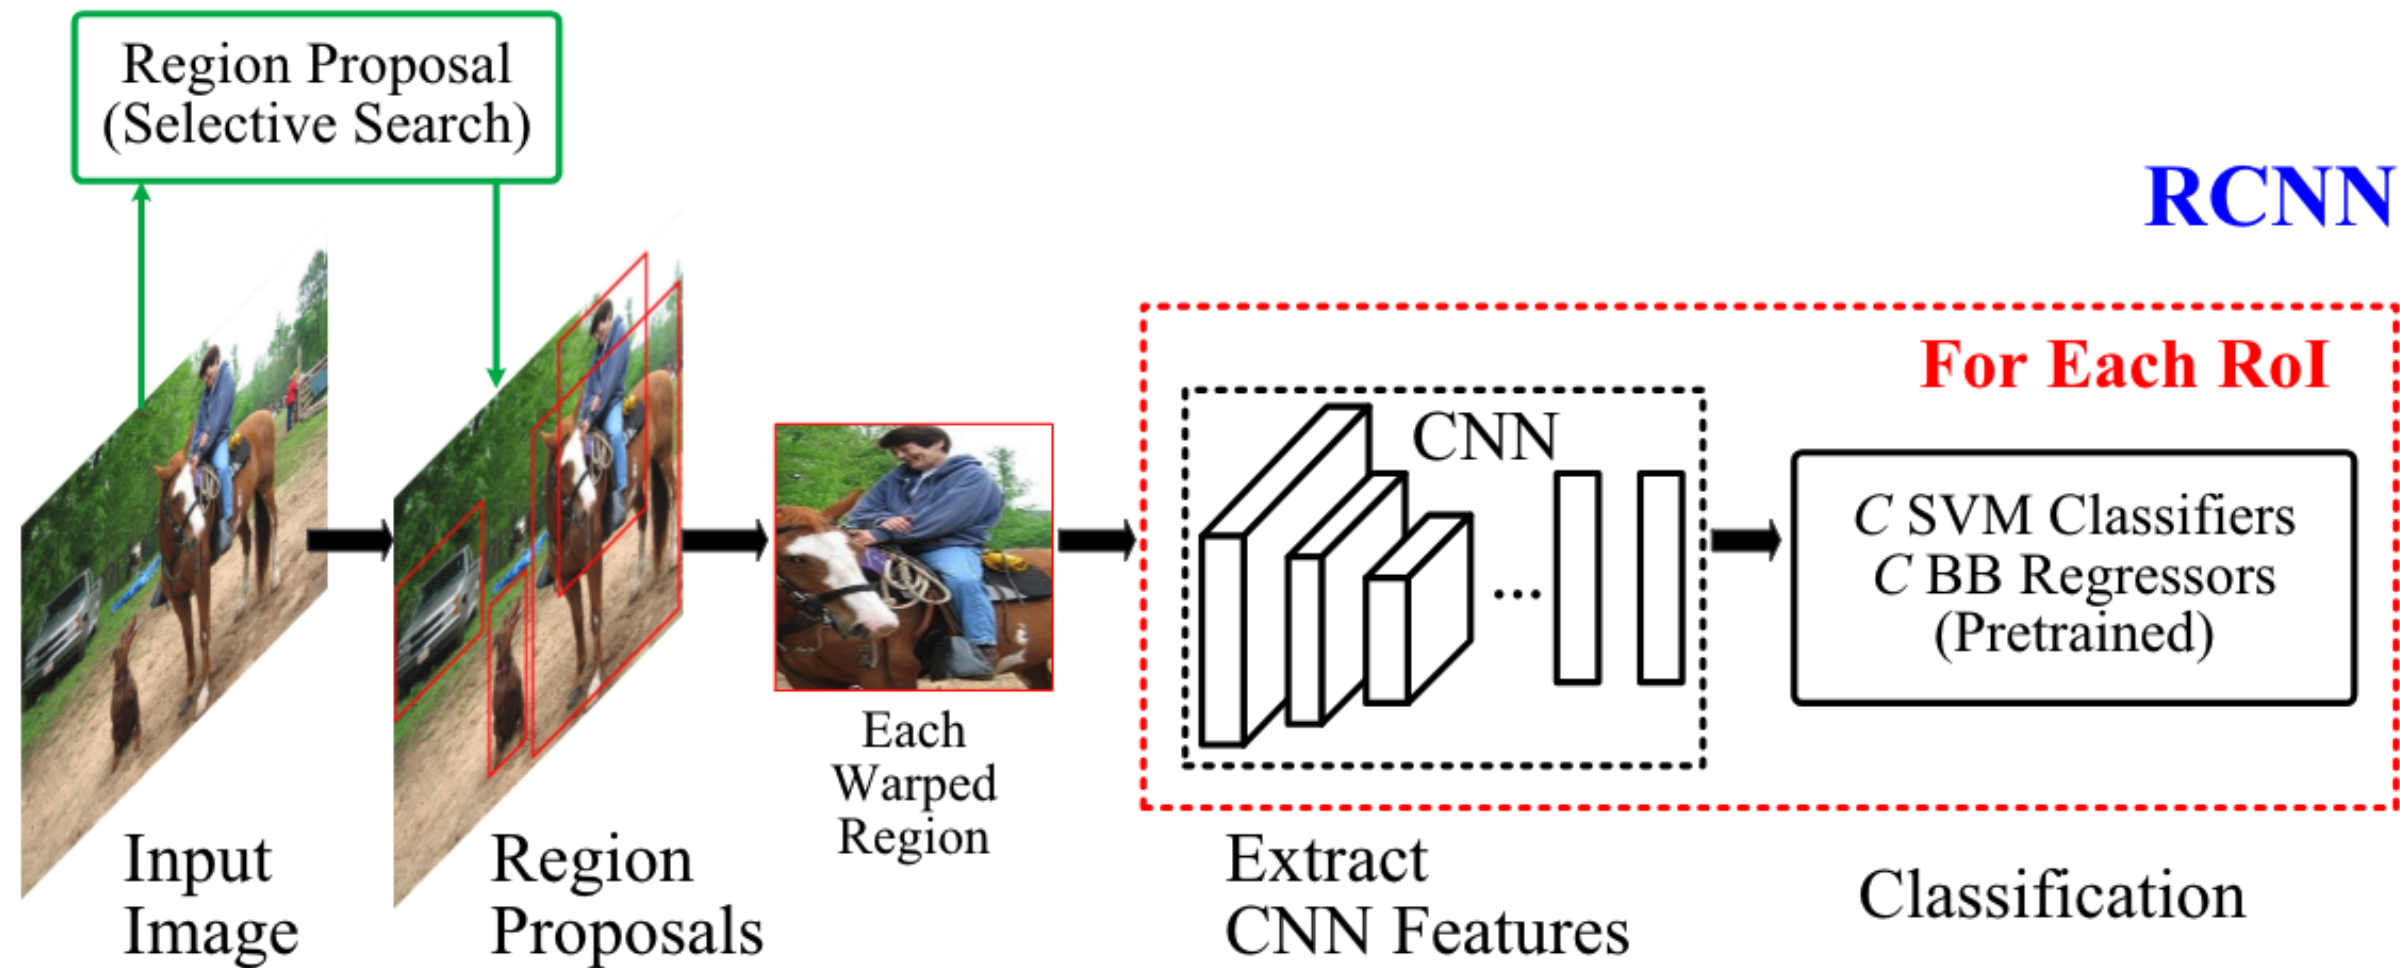 Region Proposal
(Selective Search)
RCNN
For Each RoI
CNN
...
C SVM Classifiers
C BB Regressors
(Pretrained)
Each
Warped
Region
Input
Image
Region
Proposals
Extract
CNN Features
Classification